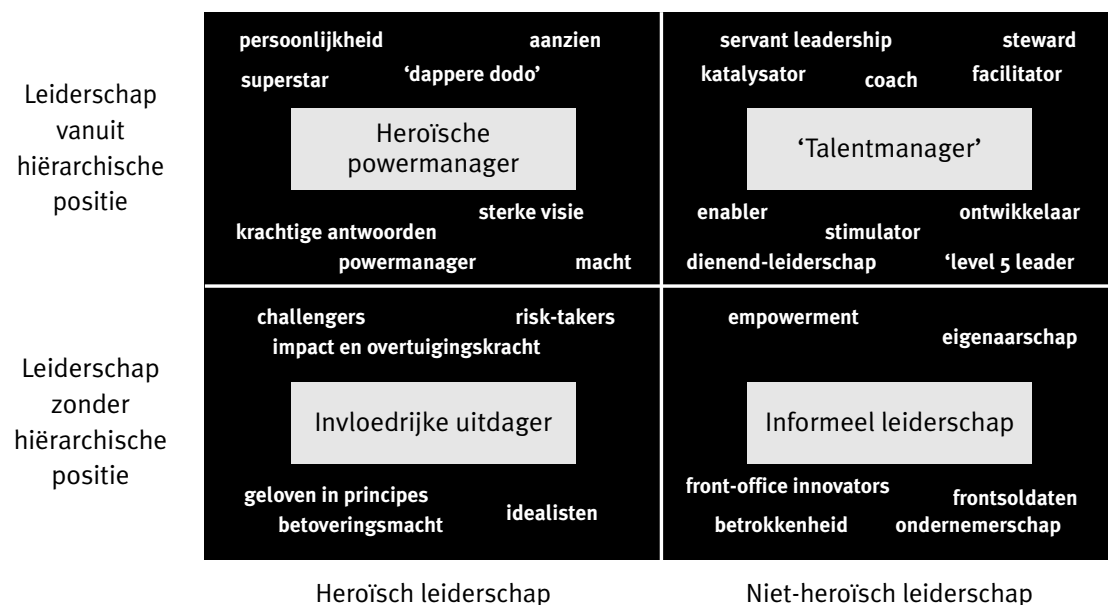 Leiderschap
vanuit
hiërarchische
positie
persoonlijkheid
aanzien
superstar
‘dappere dodo’
Heroïsche
powermanager
sterke visie
krachtige antwoorden
powermanager
macht
servant leadership
steward
katalysator
coach
facilitator
‘Talentmanager’
enabler
ontwikkelaar
stimulator
dienend-leiderschap
‘level 5 leader
Leiderschap
zonder
hiërarchische
positie
challengers
risk-takers
impact en overtuigingskracht
Invloedrijke uitdager
geloven in principes
idealisten
betoveringsmacht
empowerment
eigenaarschap
Informeel leiderschap
front-office innovators
frontsoldaten
betrokkenheid
ondernemerschap
Heroïsch leiderschap
Niet-heroïsch leiderschap